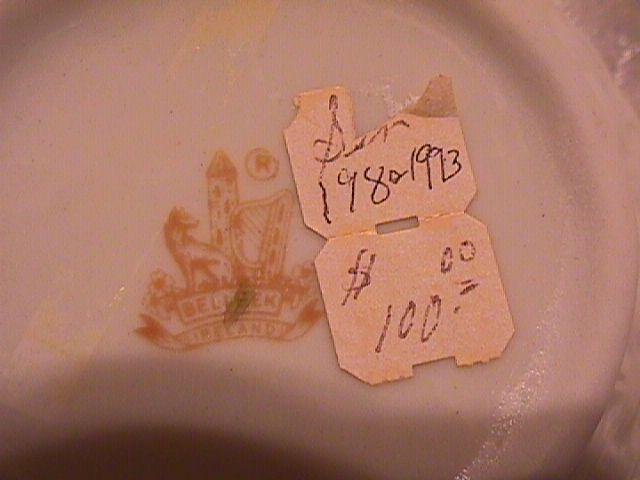 1980-1993
$ 100.00
BELLEEK
IRELAND
R